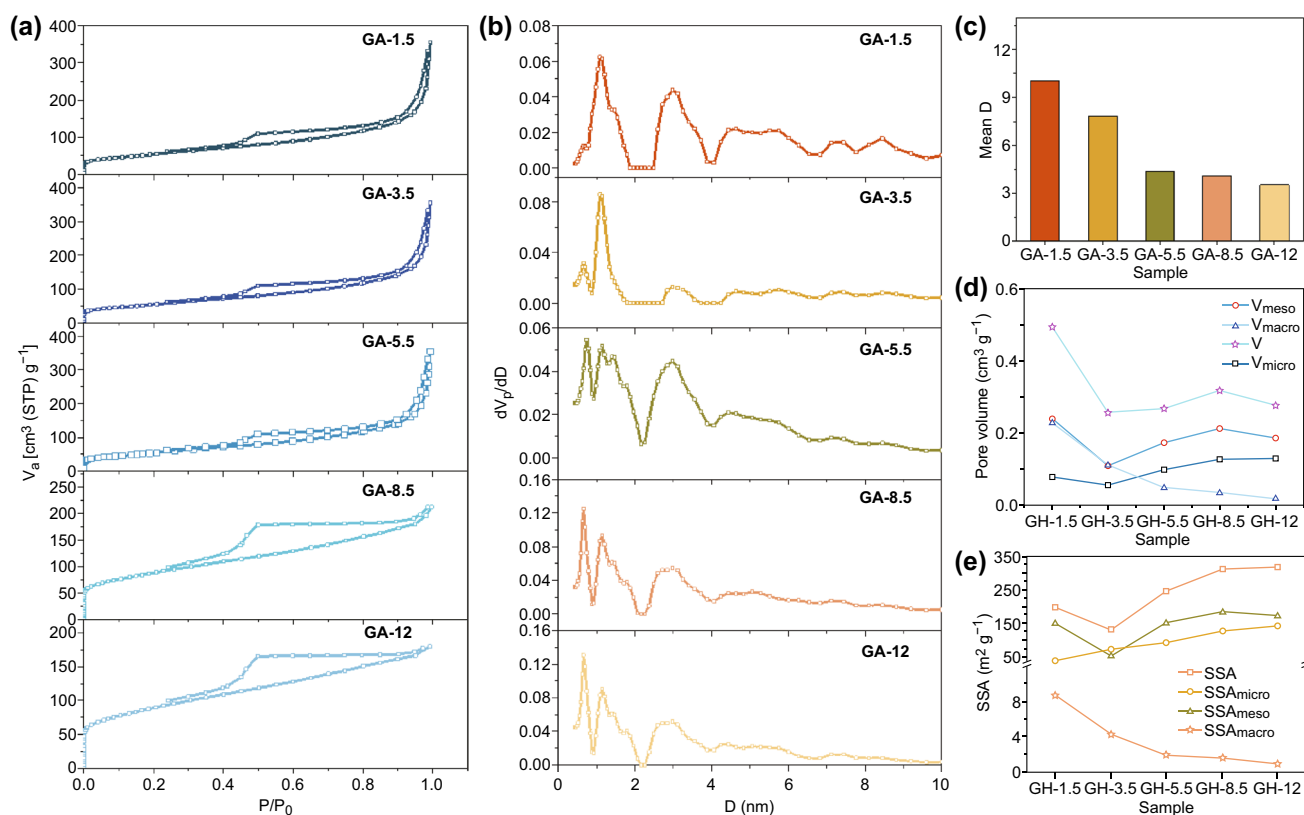 (a)
400
300
200
100
0
GA-1.5
400
300
200
100
0
GA-3.5
400
300
200
100
0
GA-5.5
250
200
150
100
50
0
GA-8.5
200
150
100
50
0
GA-12
0.0 0.2 0.4 0.6 0.8 1.0
P/P₀
Vₐ [cm³ (STP) g⁻¹]
(b)
0.08
0.06
0.04
0.02
0.00
GA-1.5
0.08
0.04
0.00
GA-3.5
0.06
0.04
0.02
0.00
GA-5.5
0.16
0.12
0.08
0.04
0.00
GA-8.5
0.16
0.12
0.08
0.04
0.00
GA-12
0 2 4 6 8 10
D (nm)
dVₚ/dD
(c)
12
9
6
3
0
Mean D
GA-1.5 GA-3.5 GA-5.5 GA-8.5 GA-12
Sample
(d)
0.6
0.4
0.2
0.0
Pore volume (cm³ g⁻¹)
Vmeso
Vmacro
V
Vmicro
GH-1.5 GH-3.5 GH-5.5 GH-8.5 GH-12
Sample
(e)
350
300
250
200
150
100
50
8
4
0
SSA (m² g⁻¹)
SSA
SSAmicro
SSAmeso
SSAmacro
GH-1.5 GH-3.5 GH-5.5 GH-8.5 GH-12
Sample